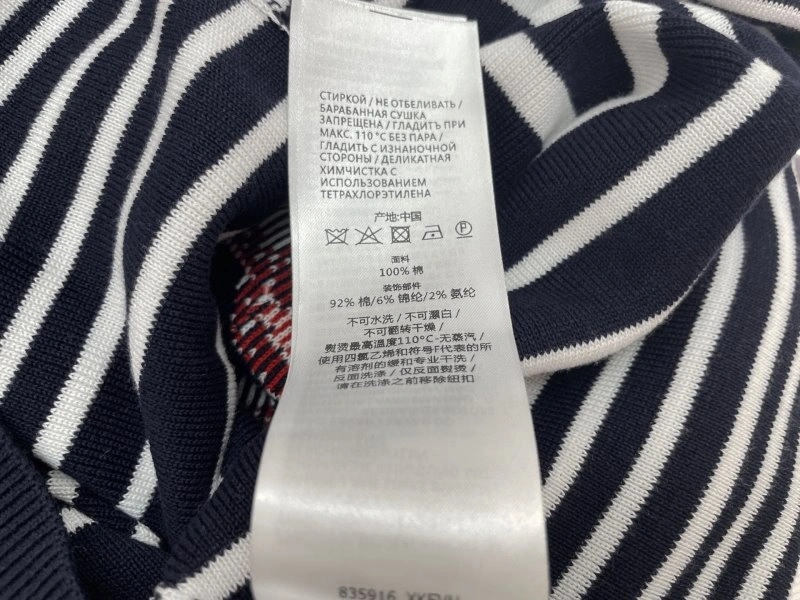 СТИРКОЙ / НЕ ОТБЕЛИВАТЬ /
БАРАБАННАЯ СУШКА
ЗАПРЕЩЕНА / ГЛАДИТЬ ПРИ
МАКС. 110 °C БЕЗ ПАРА /
ГЛАДИТЬ С ИЗНАНОЧНОЙ
СТОРОНЫ / ДЕЛИКАТНАЯ
ХИМЧИСТКА С
ИСПОЛЬЗОВАНИЕМ
ТЕТРАХЛОРЭТИЛЕНА
产地:中国
P
面料
100% 棉
装饰部件
92% 棉/6% 锦纶/2% 氨纶
不可水洗 / 不可漂白 /
不可翻转干燥 /
熨烫最高温度110°C-无蒸汽 /
使用四氯乙烯和符号F代表的所
有溶剂的缓和专业干洗 /
反面洗涤 / 仅反面熨烫 /
请在洗涤之前移除纽扣
835916